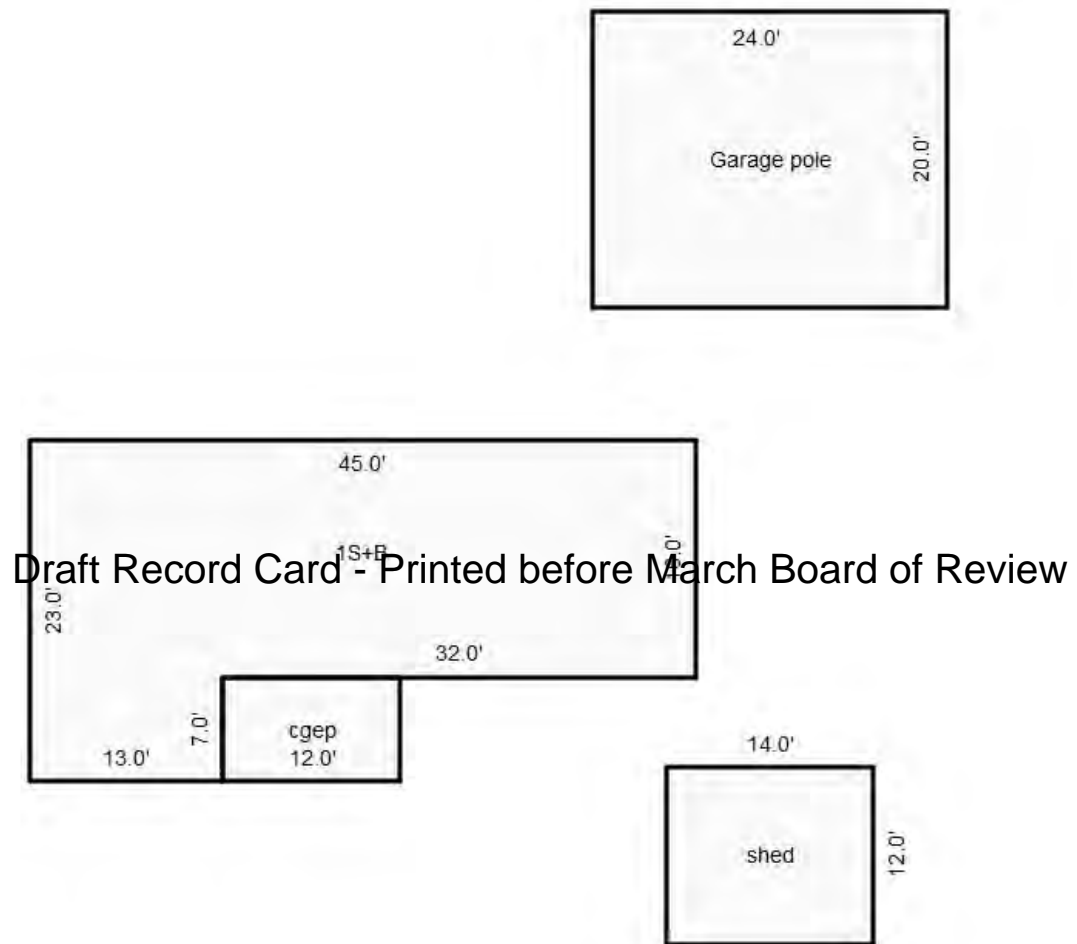 24.0'
Garage pole
20.0'
45.0'
1S+B
Draft Record Card - Printed before March Board of Review
23.0'
32.0'
7.0'
cgep
13.0'
12.0'
14.0'
shed
12.0'